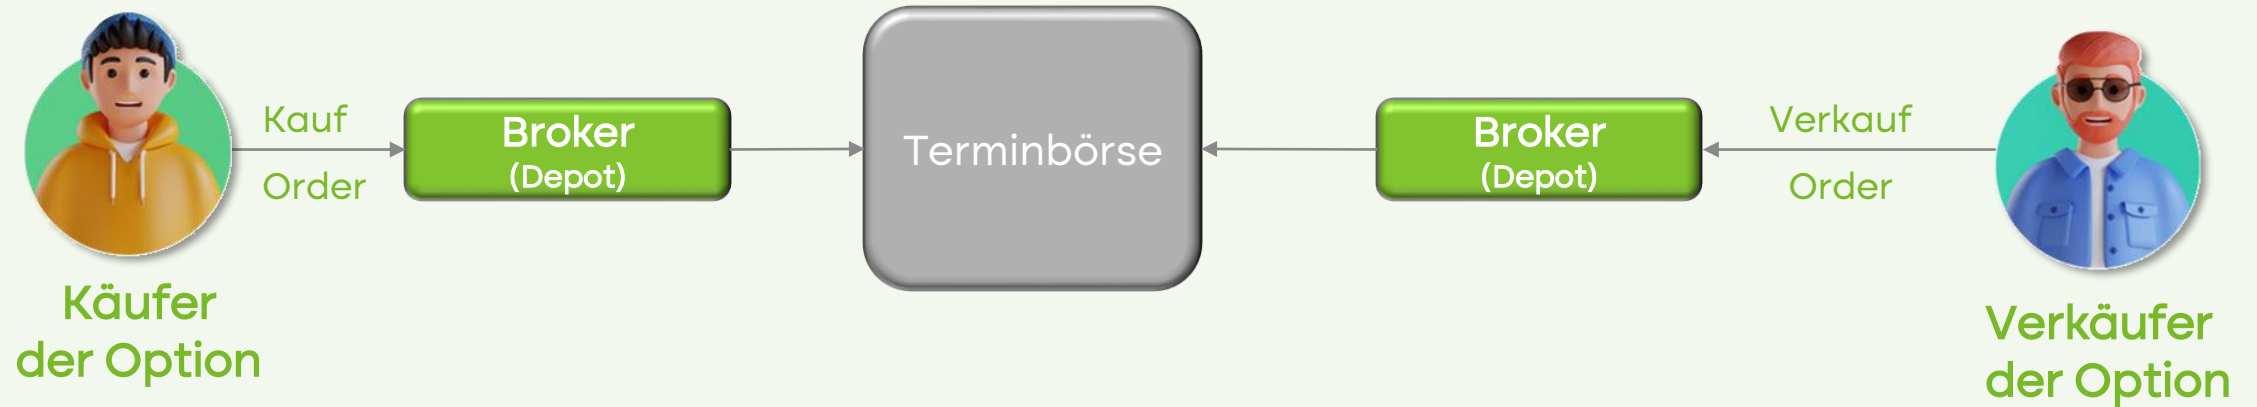 Kauf
Order
Käufer
der Option
Broker
(Depot)
Terminbörse
Broker
(Depot)
Verkauf
Order
Verkäufer
der Option